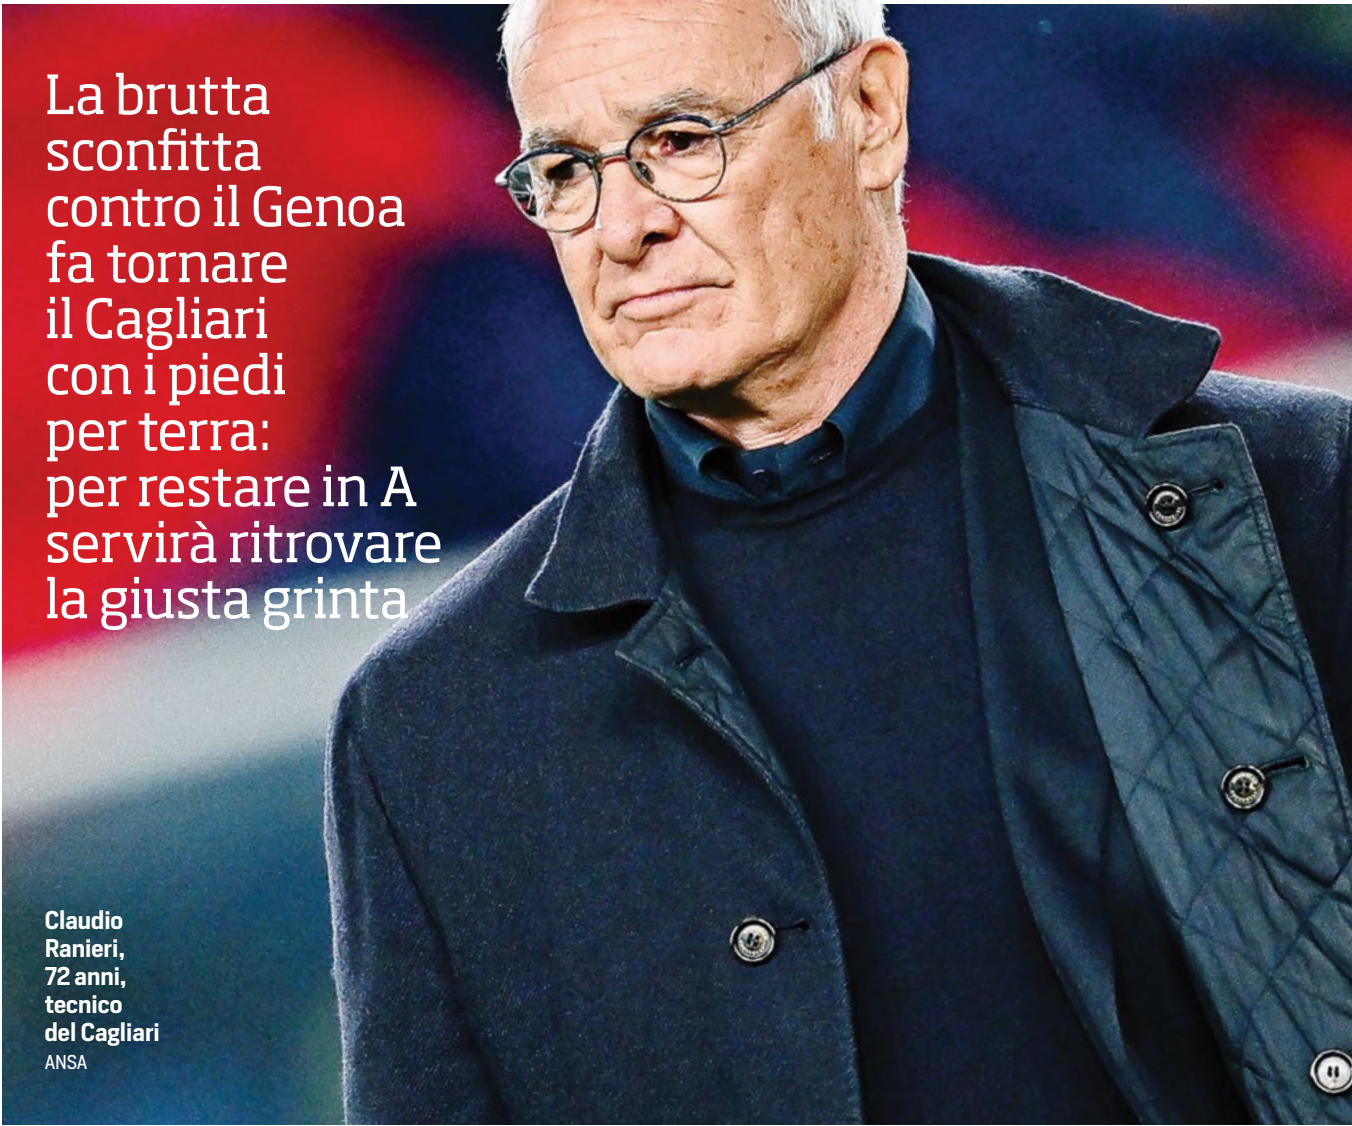 La brutta
sconfitta
contro il Genoa
fa tornare
il Cagliari
con i piedi
per terra:
per restare in A
servirà ritrovare
la giusta grinta
Claudio
Ranieri,
72 anni,
tecnico
del Cagliari
ANSA